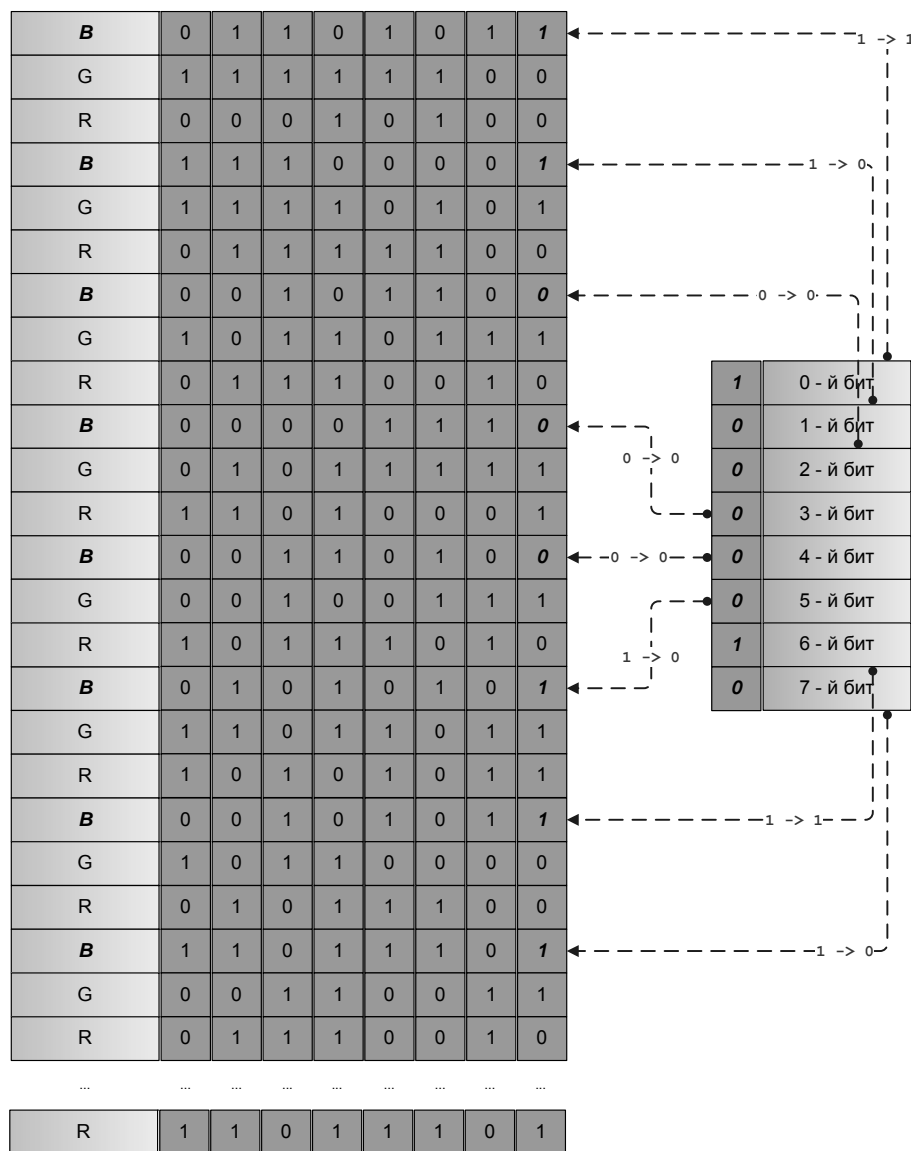 B 0 1 1 0 1 0 1 1 1 -> 1
G 1 1 1 1 1 1 0 0
R 0 0 0 1 0 1 0 0
B 1 1 1 0 0 0 0 1 1 -> 0
G 1 1 1 1 0 1 0 1
R 0 1 1 1 1 1 0 0
B 0 0 1 0 1 1 0 0 0 -> 0
G 1 0 1 1 0 1 1 1
R 0 1 1 1 0 0 1 0 1 0 - й бит
B 0 0 0 0 1 1 1 0 0 1 - й бит
G 0 1 0 1 1 1 1 1 0 -> 0 0 2 - й бит
R 1 1 0 1 0 0 0 1 0 3 - й бит
B 0 0 1 1 0 1 0 0 0 -> 0 0 4 - й бит
G 0 0 1 0 0 1 1 1 0 5 - й бит
R 1 0 1 1 1 0 1 0 1 -> 0 1 6 - й бит
B 0 1 0 1 0 1 0 1 0 7 - й бит
G 1 1 0 1 1 0 1 1
R 1 0 1 0 1 0 1 1
B 0 0 1 0 1 0 1 1 1 -> 1
G 1 0 1 1 0 0 0 0
R 0 1 0 1 1 1 0 0
B 1 1 0 1 1 1 0 1 1 -> 0
G 0 0 1 1 0 0 1 1
R 0 1 1 1 0 0 1 0
... ... ... ... ... ... ... ... ...
R 1 1 0 1 1 1 0 1